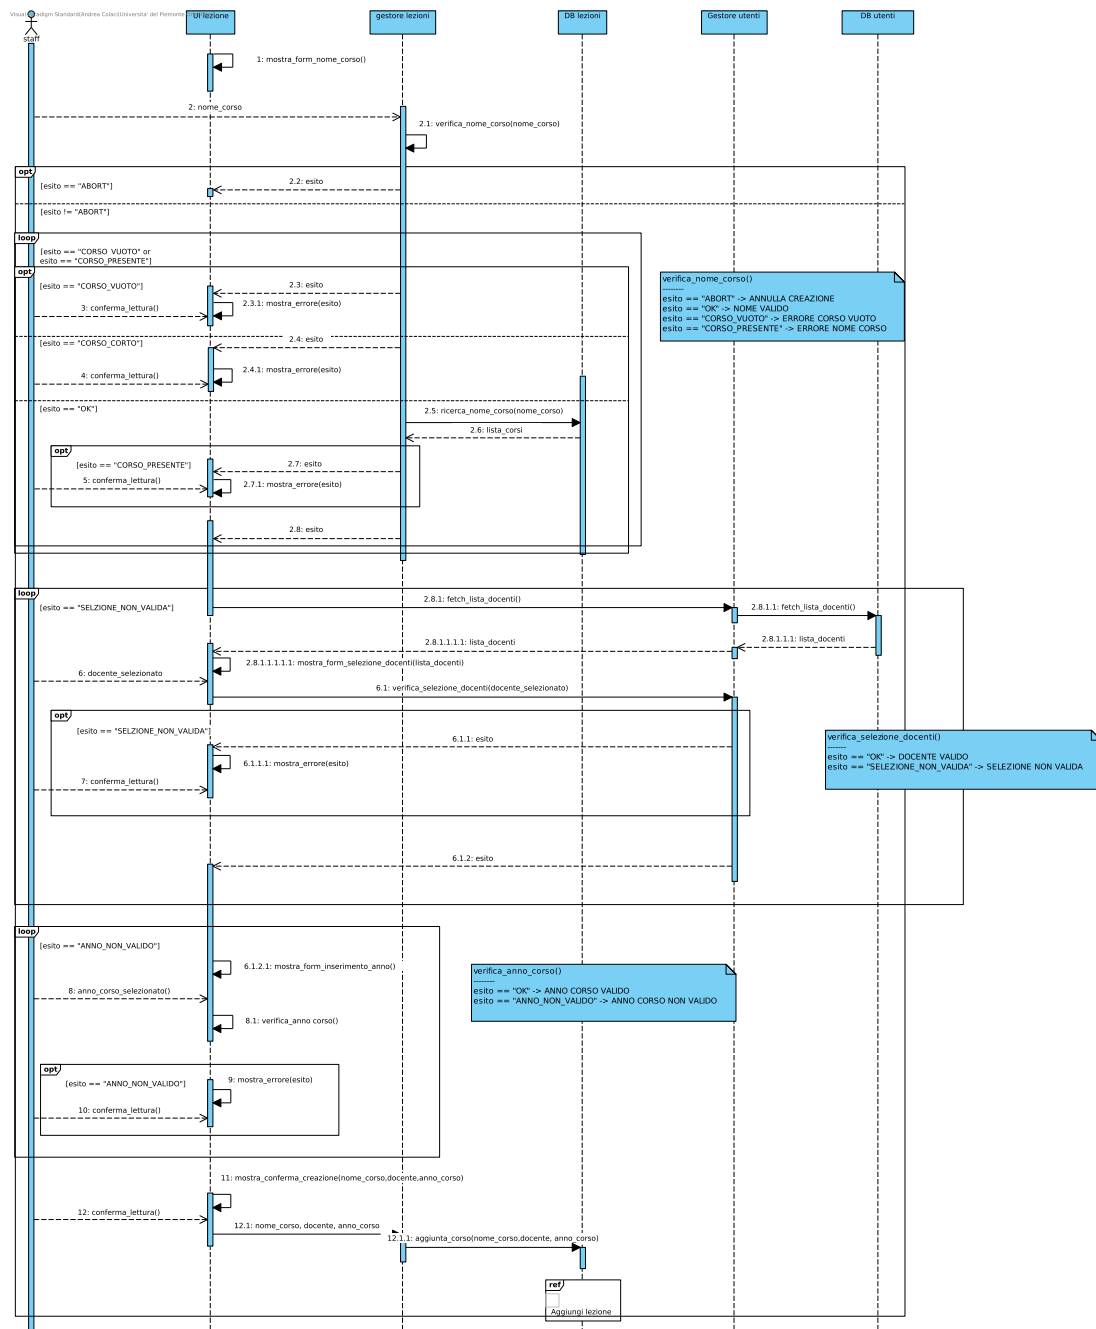 Visual Paradigm Standard(Andrea Colaci(Universita' del Piemonte
staff
UI lezione
gestore lezioni
DB lezioni
Gestore utenti
DB utenti
1: mostra_form_nome_corso()
2: nome_corso
2.1: verifica_nome_corso(nome_corso)
opt
[esito == "ABORT"]
2.2: esito
[esito != "ABORT"]
loop
[esito == "CORSO_VUOTO" or
esito == "CORSO_PRESENTE"]
opt
[esito == "CORSO_VUOTO"]
2.3: esito
2.3.1: mostra_errore(esito)
3: conferma_lettura()
verifica_nome_corso()
--------
esito == "ABORT" -> ANNULLA CREAZIONE
esito == "OK" -> NOME VALIDO
esito == "CORSO_VUOTO" -> ERRORE CORSO VUOTO
esito == "CORSO_PRESENTE" -> ERRORE NOME CORSO
[esito == "CORSO_CORTO"]
2.4: esito
2.4.1: mostra_errore(esito)
4: conferma_lettura()
[esito == "OK"]
2.5: ricerca_nome_corso(nome_corso)
2.6: lista_corsi
opt
[esito == "CORSO_PRESENTE"]
2.7: esito
5: conferma_lettura()
2.7.1: mostra_errore(esito)
2.8: esito
loop
[esito == "SELZIONE_NON_VALIDA"]
2.8.1: fetch_lista_docenti()
2.8.1.1: fetch_lista_docenti()
2.8.1.1.1: lista_docenti
2.8.1.1.1.1: lista_docenti
2.8.1.1.1.1.1: mostra_form_selezione_docenti(lista_docenti)
6: docente_selezionato
6.1: verifica_selezione_docenti(docente_selezionato)
opt
[esito == "SELZIONE_NON_VALIDA"]
6.1.1: esito
6.1.1.1: mostra_errore(esito)
7: conferma_lettura()
verifica_selezione_docenti()
-------
esito == "OK" -> DOCENTE VALIDO
esito == "SELEZIONE_NON_VALIDA" -> SELEZIONE NON VALIDA
6.1.2: esito
loop
[esito == "ANNO_NON_VALIDO"]
6.1.2.1: mostra_form_inserimento_anno()
8: anno_corso_selezionato()
8.1: verifica_anno corso()
verifica_anno_corso()
--------
esito == "OK" -> ANNO CORSO VALIDO
esito == "ANNO_NON_VALIDO" -> ANNO CORSO NON VALIDO
opt
[esito == "ANNO_NON_VALIDO"]
9: mostra_errore(esito)
10: conferma_lettura()
11: mostra_conferma_creazione(nome_corso,docente,anno_corso)
12: conferma_lettura()
12.1: nome_corso, docente, anno_corso
12.1.1: aggiunta_corso(nome_corso,docente, anno_corso)
ref
Aggiungi lezione